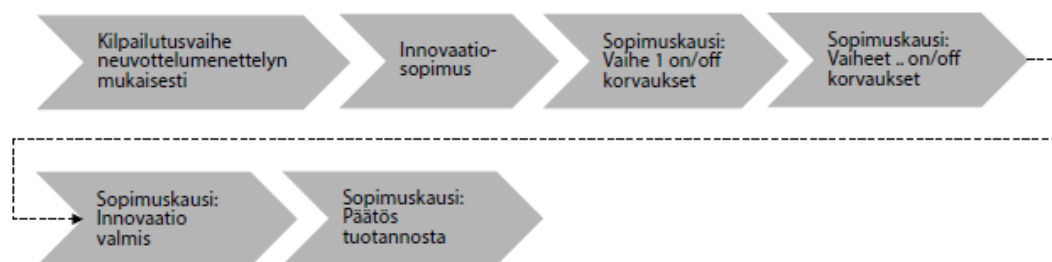 Kilpailutusvaihe
neuvottelumenettelyn
mukaisesti
Innovaatio-
sopimus
Sopimuskausi:
Vaihe 1 on/off
korvaukset
Sopimuskausi:
Vaiheet .. on/off
korvaukset
Sopimuskausi:
Innovaatio
valmis
Sopimuskausi:
Päätös
tuotannosta